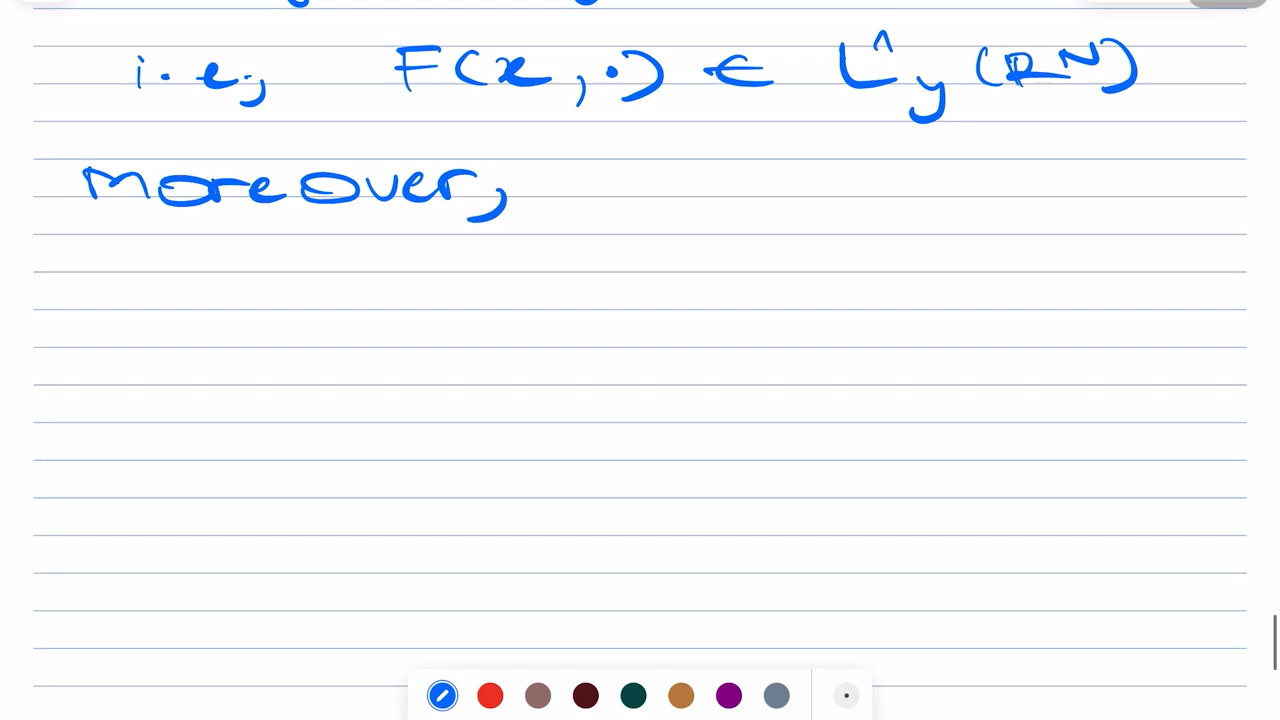 i.e; F(x, ·) ∈ L^1_y(ℝN)
moreover,